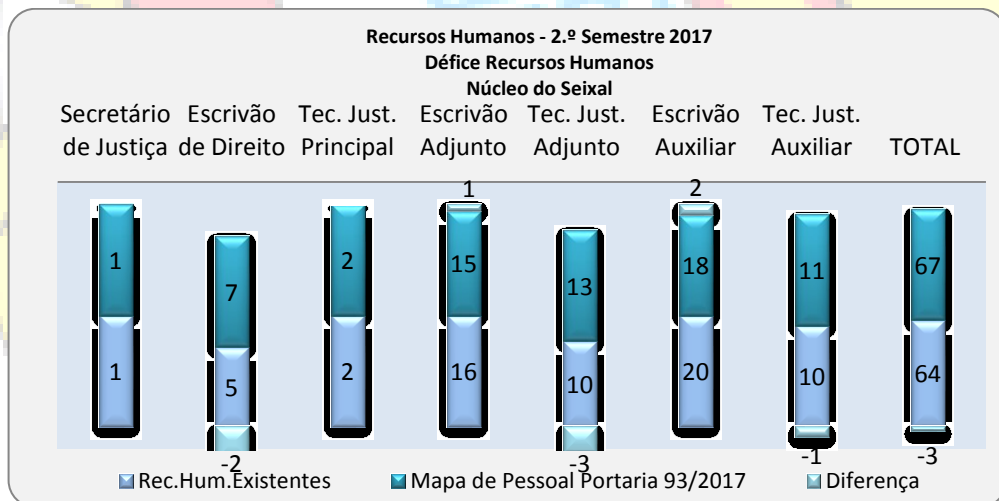 Recursos Humanos - 2.º Semestre 2017
Défice Recursos Humanos
Núcleo do Seixal
Secretário de Justiça
Escrivão de Direito
Tec. Just. Principal
Escrivão Adjunto
Tec. Just. Adjunto
Escrivão Auxiliar
Tec. Just. Auxiliar
TOTAL
1 2
1 7 2 15 13 18 11 67
1 5 2 16 10 20 10 64
-2 -3 -1 -3
Rec.Hum.Existentes Mapa de Pessoal Portaria 93/2017 Diferença